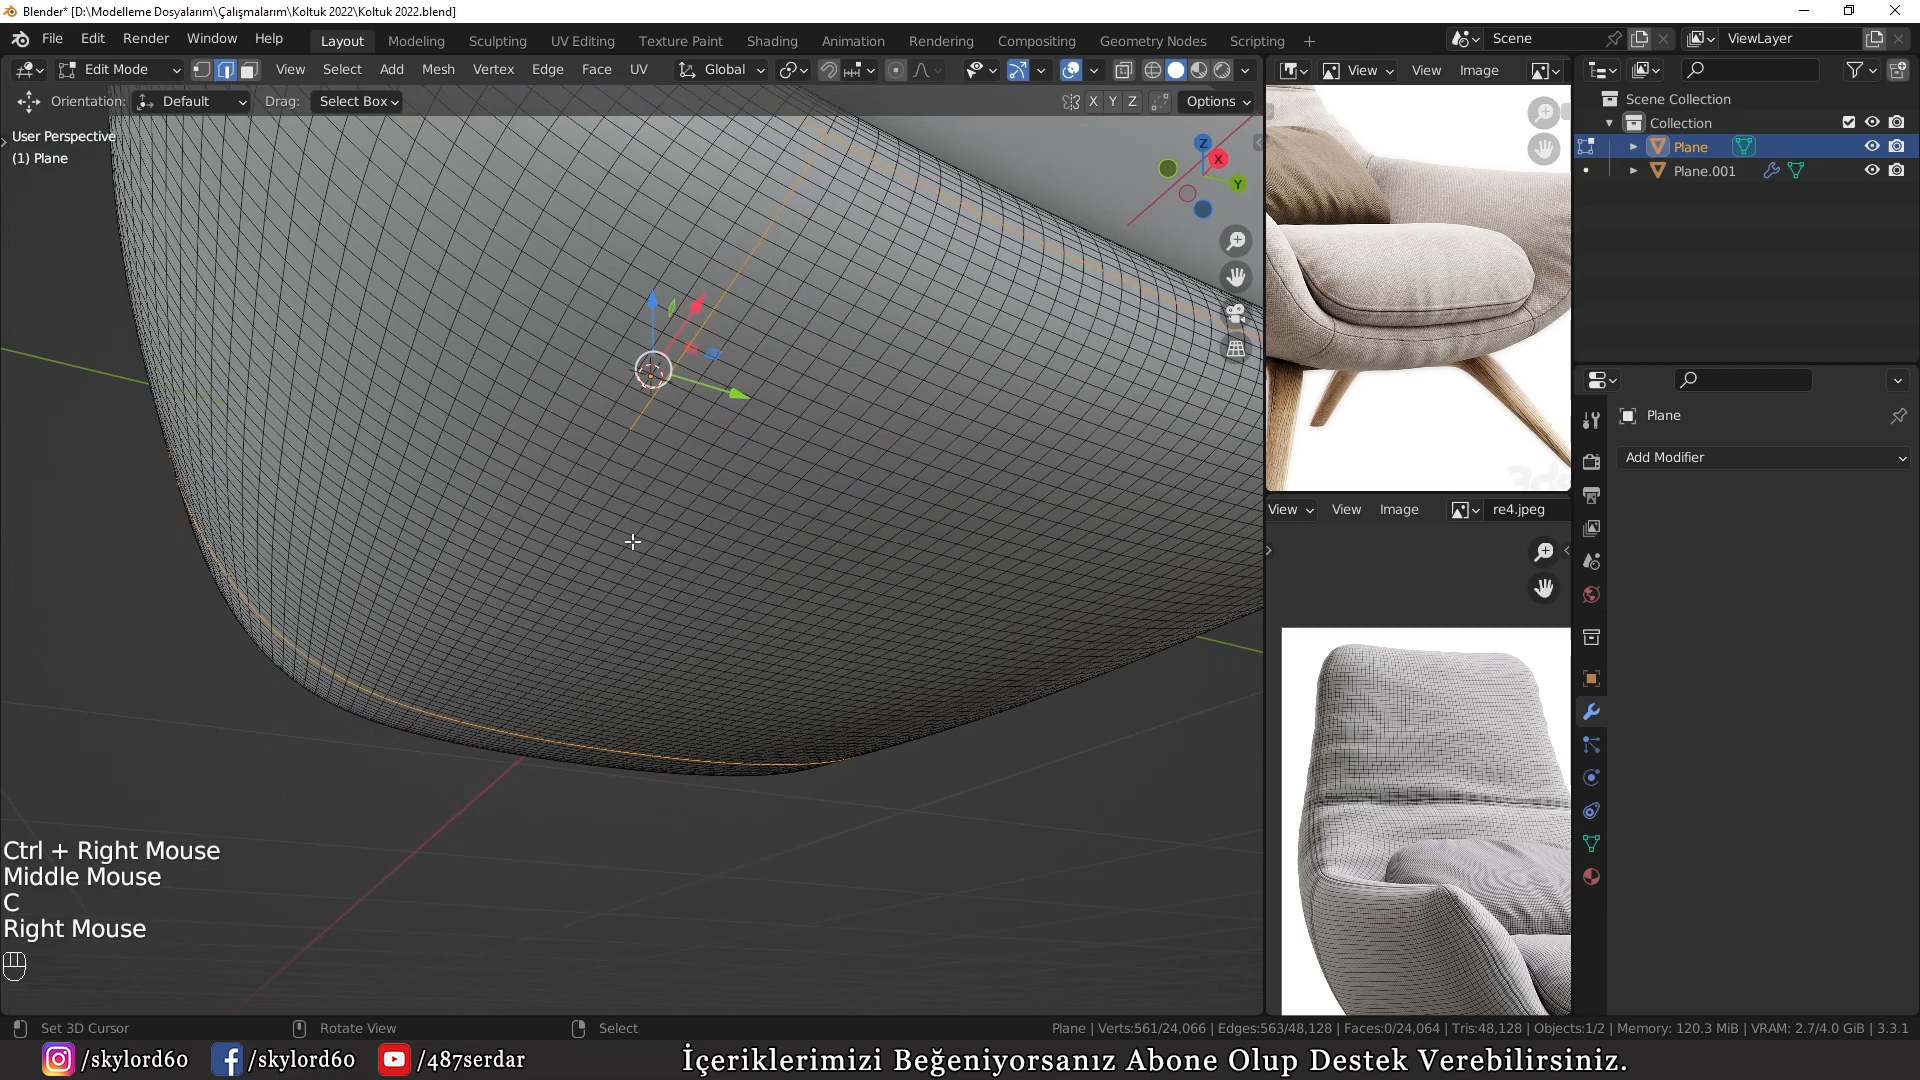 Blender* [D:\Modelleme Dosyalarım\Çalışmalarım\Koltuk 2022\Koltuk 2022.blend]
File Edit Render Window Help
Layout Modeling Sculpting UV Editing Texture Paint Shading Animation Rendering Compositing Geometry Nodes Scripting +
Scene
ViewLayer
Edit Mode View Select Add Mesh Vertex Edge Face UV Global
View View Image
Orientation: Default Drag: Select Box
X Y Z Options
User Perspective
(1) Plane
Z
X
Y
Scene Collection
Collection
Plane
Plane.001
Plane
Add Modifier
View View Image re4.jpeg
Ctrl + Right Mouse
Middle Mouse
C
Right Mouse
Set 3D Cursor Rotate View Select
Plane | Verts:561/24,066 | Edges:563/48,128 | Faces:0/24,064 | Tris:48,128 | Objects:1/2 | Memory: 120.3 MiB | VRAM: 2.7/4.0 GiB | 3.3.1
/skylord60 /skylord60 /487serdar İçeriklerimizi Beğeniyorsanız Abone Olup Destek Verebilirsiniz.